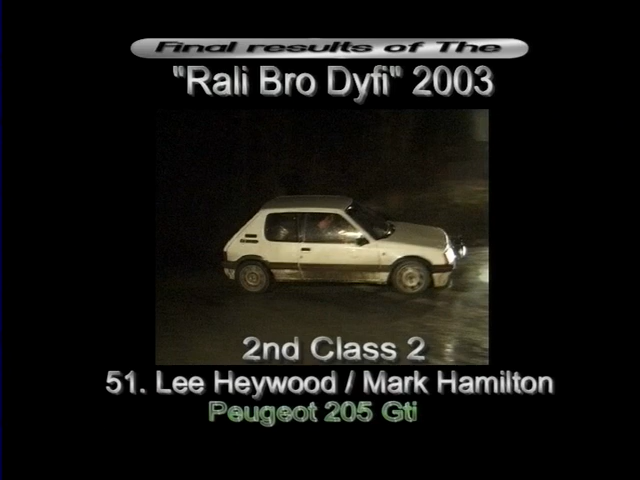 Final results of The
"Rali Bro Dyfi" 2003
2nd Class 2
51. Lee Heywood / Mark Hamilton
Peugeot 205 Gti